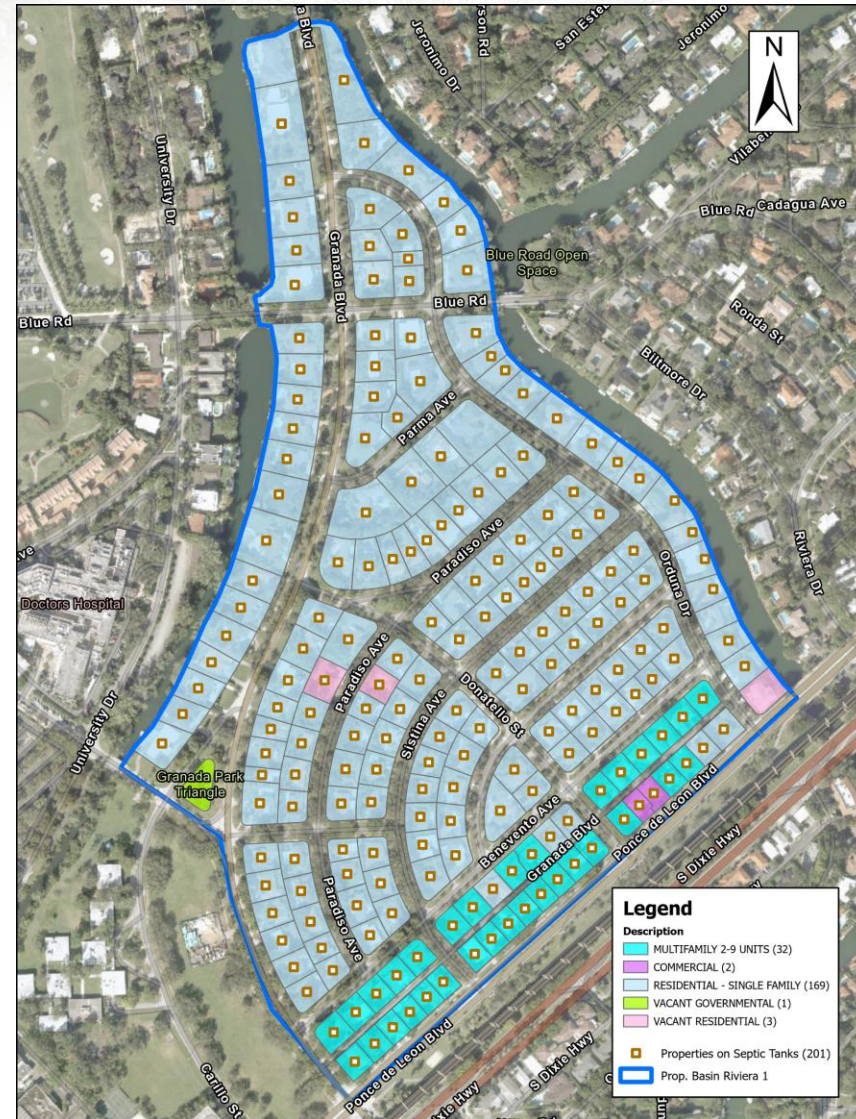 a Blvd
rson Rd
San Este
Jeronimo
Jeronimo Dr
N
University Dr
Vilabel
Blue Rd
Cadagua Ave
Granada Blvd
Blue Road Open
Space
Blue Rd
Blue Rd
Ronda St
Biltmore Dr
Parma Ave
Paradiso Ave
Orduna Dr
Riviera Dr
ve
Doctors Hospital
Paradiso Ave
Donatello St
Sistina Ave
University Dr
Granada Park
Triangle
Benevento Ave
Granada Blvd
Ponce de Leon Blvd
S Dixie Hwy
Paradiso Ave
Legend
Description
MULTIFAMILY 2-9 UNITS (32)
COMMERCIAL (2)
RESIDENTIAL - SINGLE FAMILY (169)
VACANT GOVERNMENTAL (1)
VACANT RESIDENTIAL (3)
Properties on Septic Tanks (201)
Prop. Basin Riviera 1
Ponce de Leon Blvd
S Dixie Hwy
Carillo St
Dixie Hwy